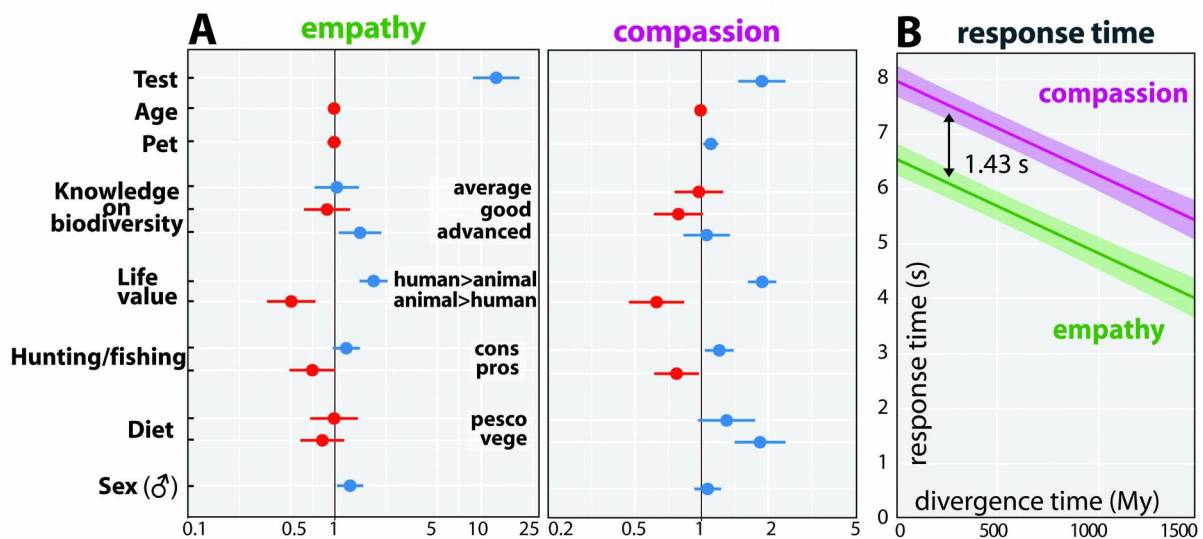 A
empathy
compassion
B
response time
Test
Age
Pet
Knowledge
on
biodiversity
average
good
advanced
Life
value
human>animal
animal>human
Hunting/fishing
cons
pros
Diet
pesco
vege
Sex (♂)
0.1
0.5
1
5
10
25
0.2
0.5
1
2
5
8
7
6
5
4
3
2
1
0
compassion
1.43 s
empathy
response time (s)
divergence time (My)
0
500
1000
1500